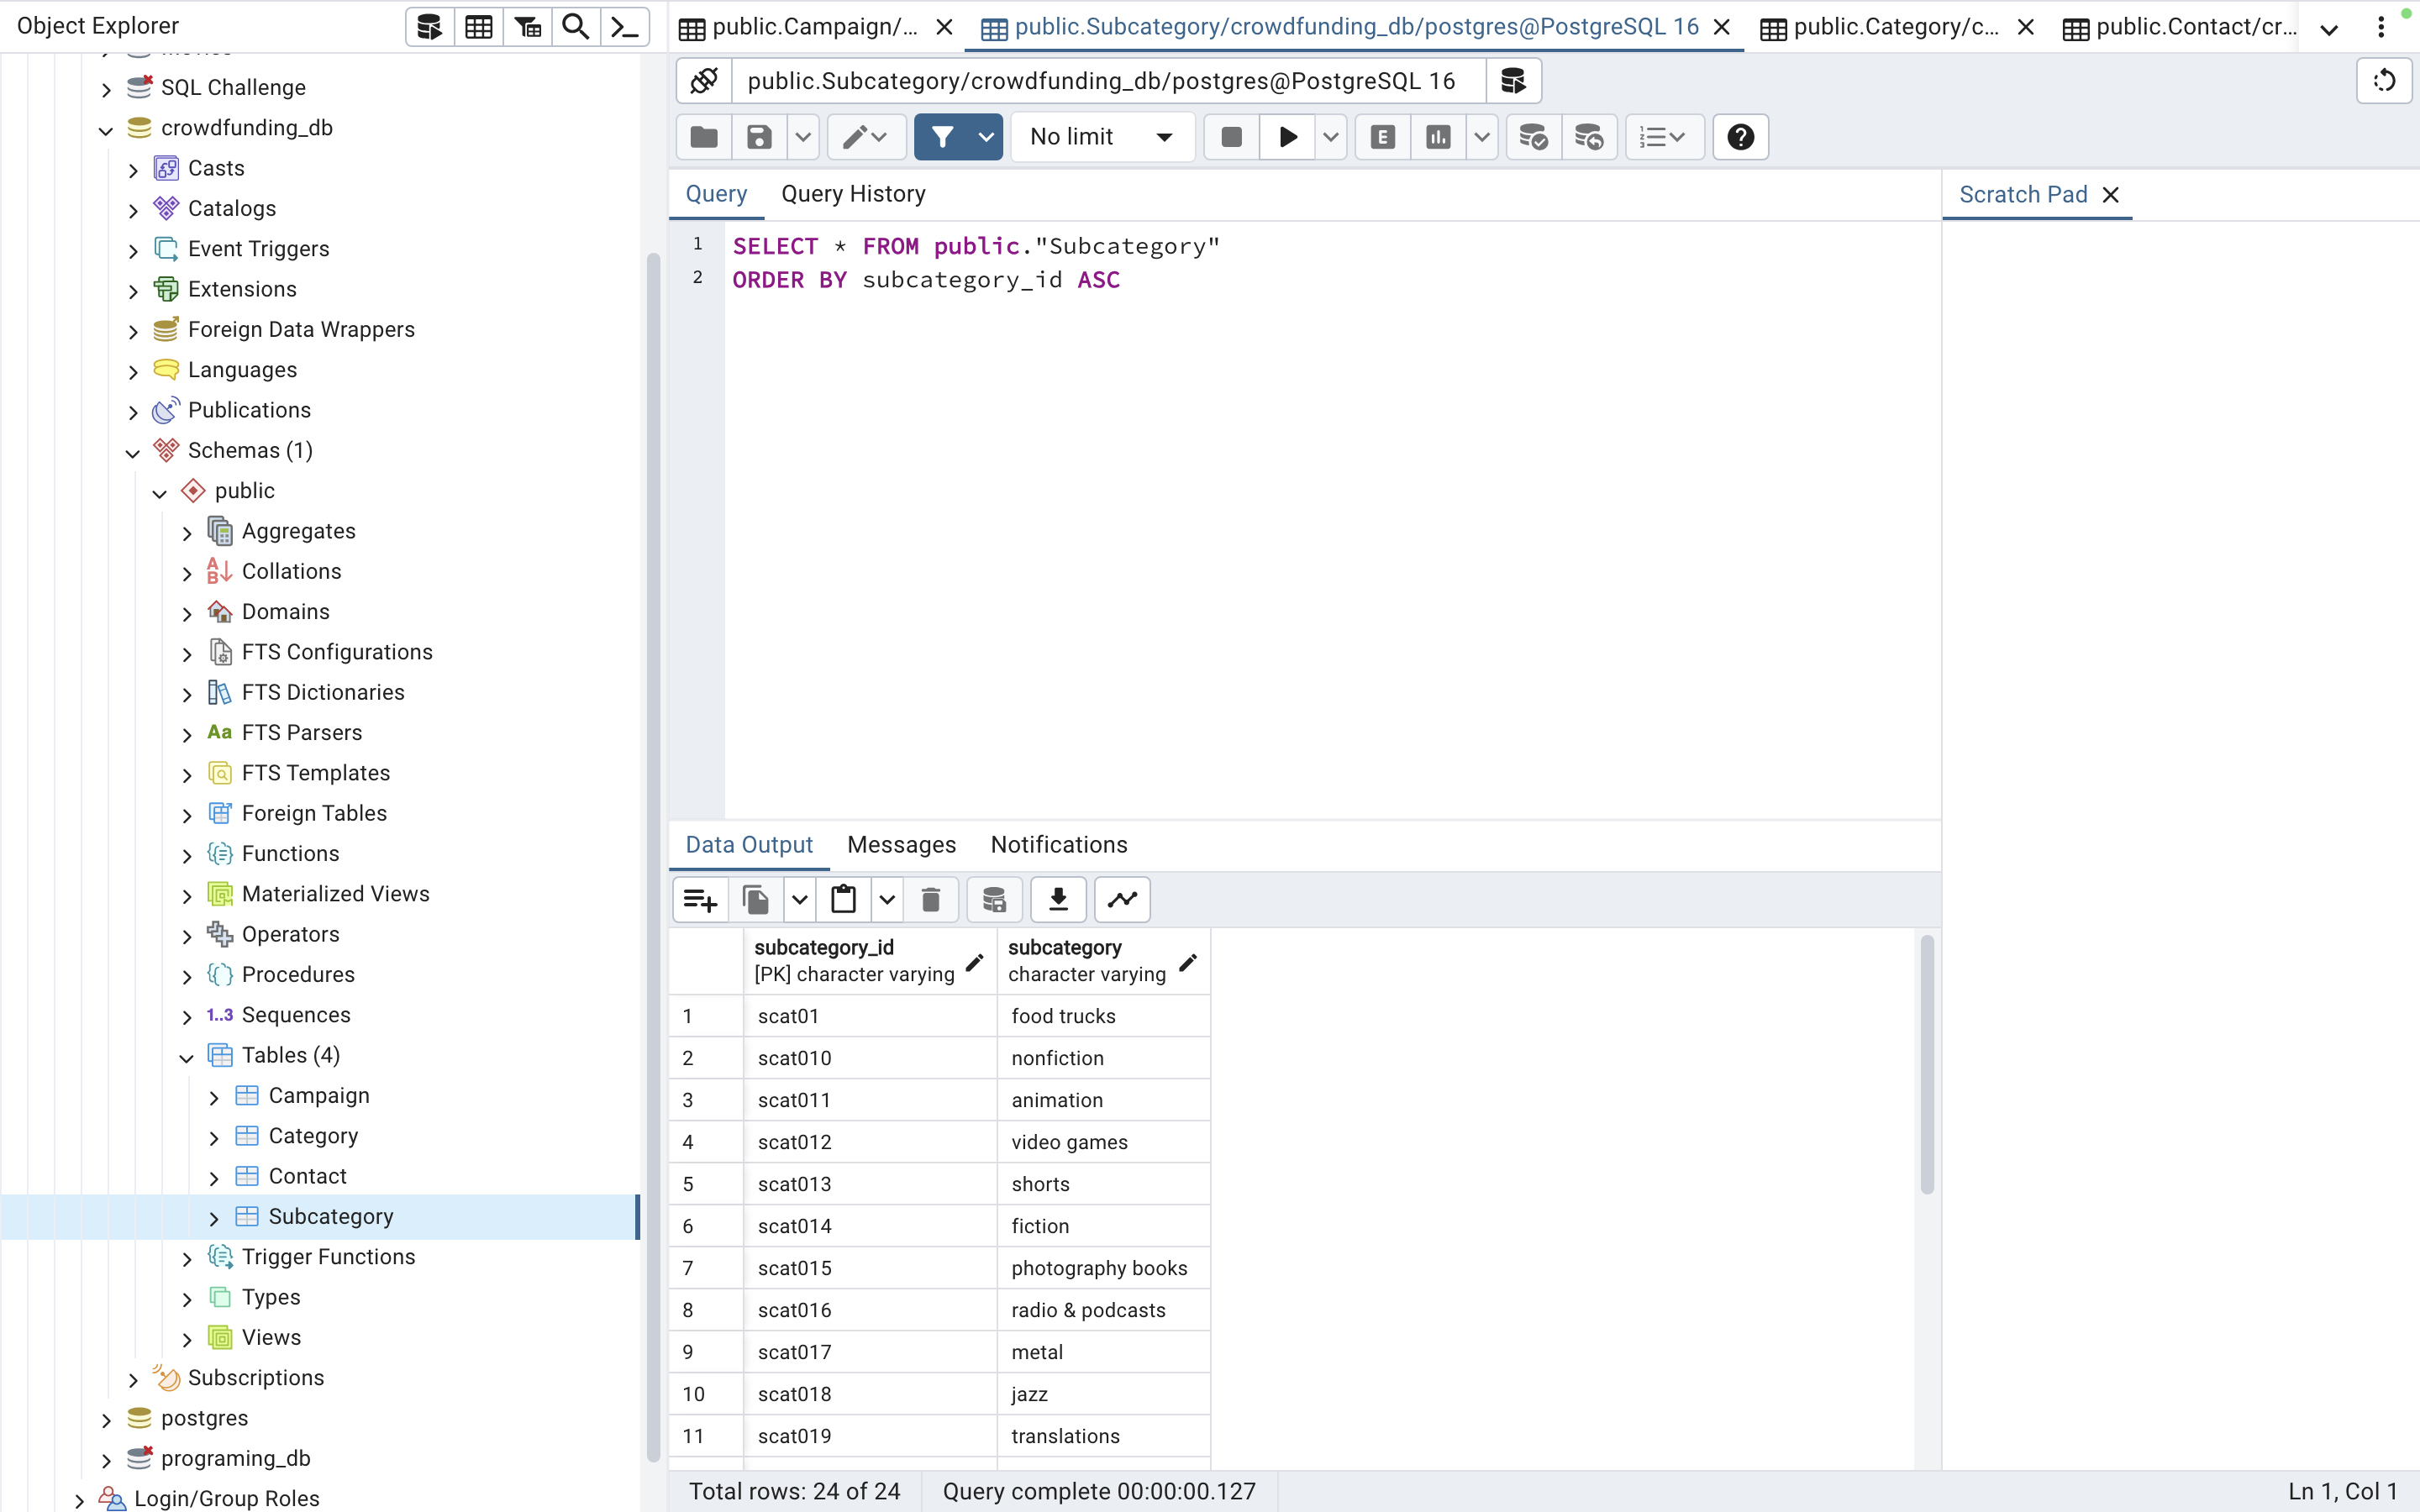 Object Explorer
SQL Challenge
crowdfunding_db
Casts
Catalogs
Event Triggers
Extensions
Foreign Data Wrappers
Languages
Publications
Schemas (1)
public
Aggregates
Collations
Domains
FTS Configurations
FTS Dictionaries
Aa FTS Parsers
FTS Templates
Foreign Tables
Functions
Materialized Views
Operators
Procedures
1..3 Sequences
Tables (4)
Campaign
Category
Contact
Subcategory
Trigger Functions
Types
Views
Subscriptions
postgres
programing_db
Login/Group Roles
public.Campaign/... public.Subcategory/crowdfunding_db/postgres@PostgreSQL 16 public.Category/c... public.Contact/cr...
public.Subcategory/crowdfunding_db/postgres@PostgreSQL 16
No limit E
Query Query History
1 SELECT * FROM public."Subcategory"
2 ORDER BY subcategory_id ASC
Scratch Pad
Data Output Messages Notifications
subcategory_id subcategory
[PK] character varying character varying
1 scat01 food trucks
2 scat010 nonfiction
3 scat011 animation
4 scat012 video games
5 scat013 shorts
6 scat014 fiction
7 scat015 photography books
8 scat016 radio & podcasts
9 scat017 metal
10 scat018 jazz
11 scat019 translations
Total rows: 24 of 24 Query complete 00:00:00.127 Ln 1, Col 1